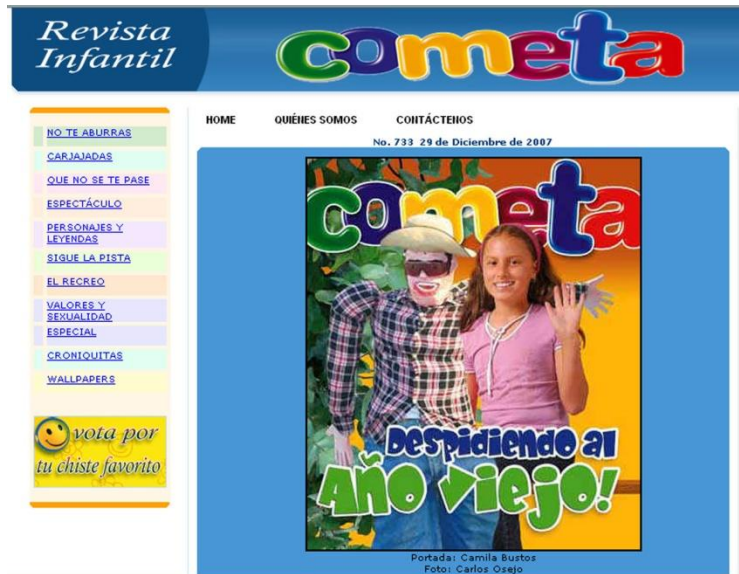 Revista
Infantil
cometa
HOME QUIÉNES SOMOS CONTÁCTENOS
No. 733 29 de Diciembre de 2007
NO TE ABURRAS
CARJAJADAS
QUE NO SE TE PASE
ESPECTÁCULO
PERSONAJES Y
LEYENDAS
SIGUE LA PISTA
EL RECREO
VALORES Y
SEXUALIDAD
ESPECIAL
CRONIQUITAS
WALLPAPERS
vota por
tu chiste favorito
cometa
DESPIDIENDO AL
AÑO VIEJO!
Portada: Camila Bustos
Foto: Carlos Osejo